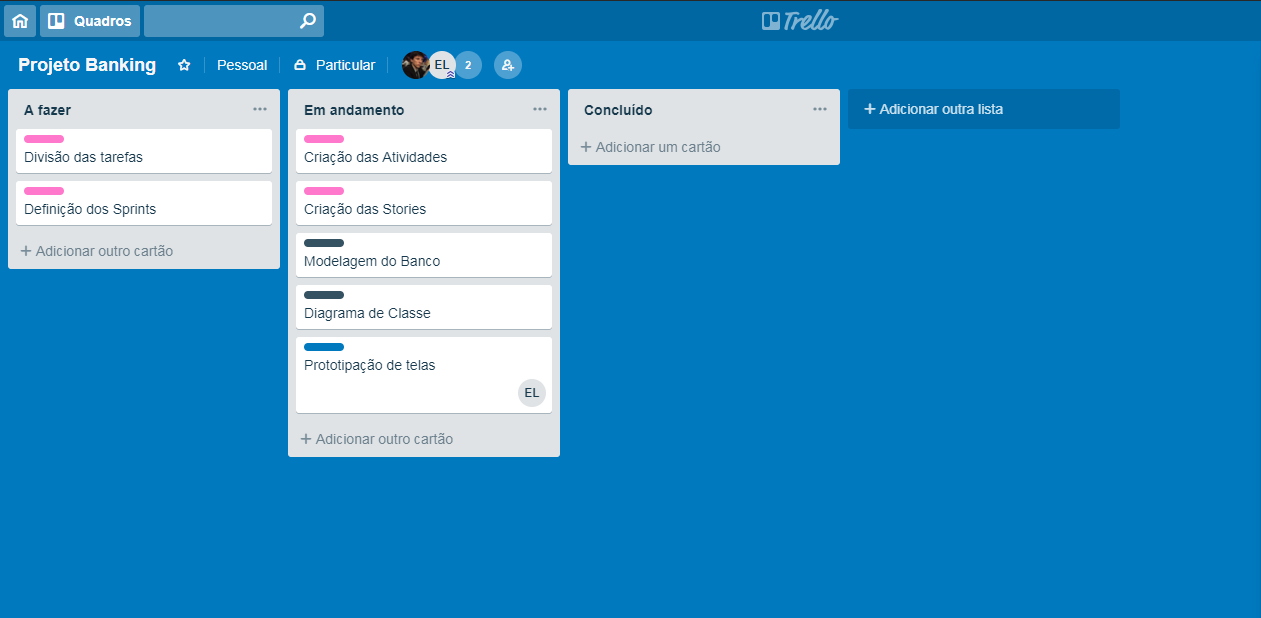 Quadros
Trello
Projeto Banking
Pessoal
Particular
EL
2
A fazer
Divisão das tarefas
Definição dos Sprints
+ Adicionar outro cartão
Em andamento
Criação das Atividades
Criação das Stories
Modelagem do Banco
Diagrama de Classe
Prototipação de telas
EL
+ Adicionar outro cartão
Concluído
+ Adicionar um cartão
+ Adicionar outra lista